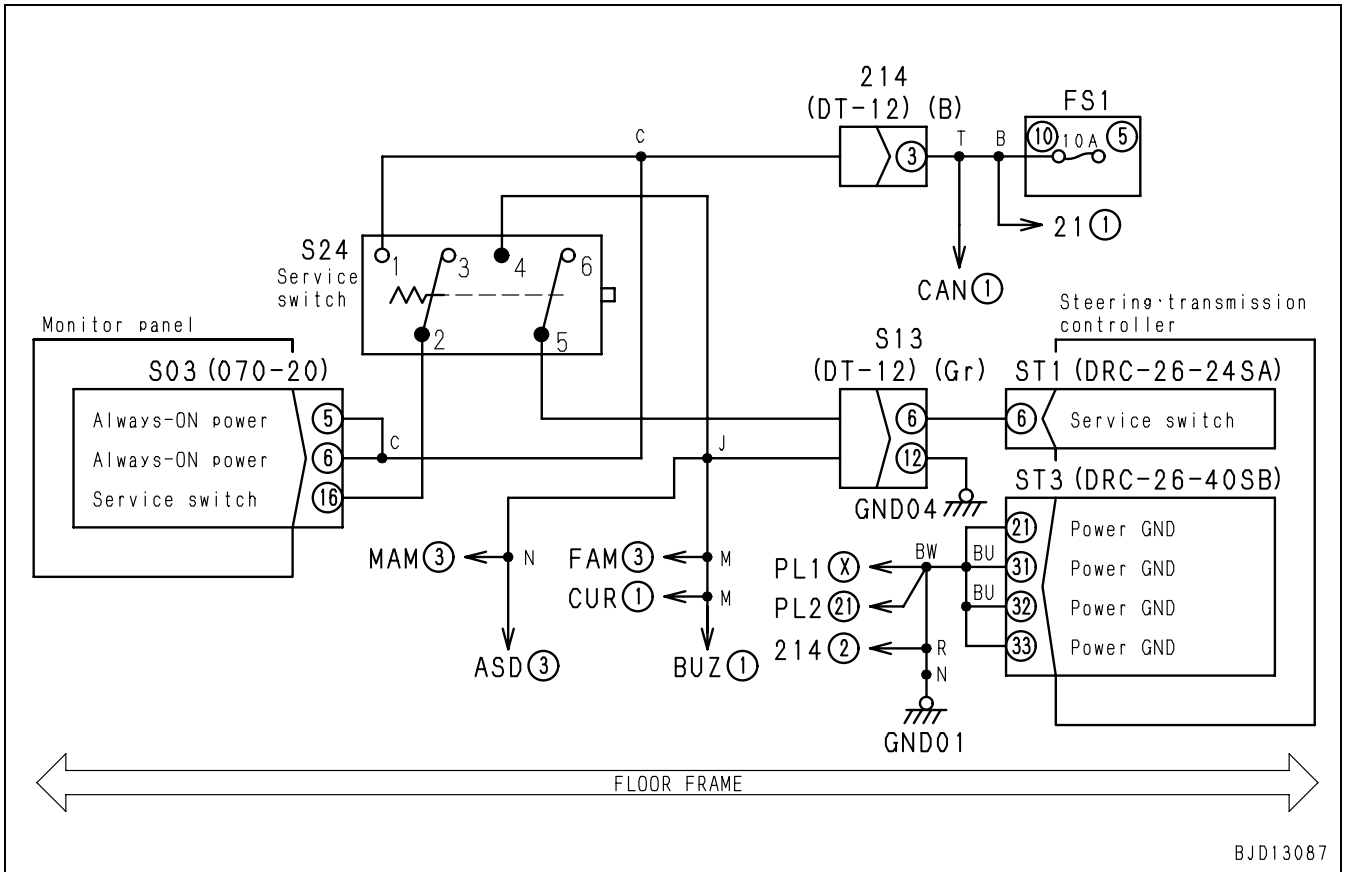 214
(DT-12) (B)
FS1
10 10A 5
C
3
T
B
21 1
CAN 1
S24
Service
switch
1
3
4
6
2
5
Monitor panel
S03 (070-20)
Always-ON power 5
C
Always-ON power 6
Service switch 16
Steering·transmission
controller
S13
(DT-12) (Gr)
ST1 (DRC-26-24SA)
6
6 Service switch
J
12
GND04
ST3 (DRC-26-40SB)
21 Power GND
31 Power GND
32 Power GND
33 Power GND
MAM 3
N
FAM 3
M
CUR 1
M
ASD 3
BUZ 1
PL1 X
BW
BU
PL2 21
BU
214 2
R
N
GND01
FLOOR FRAME
BJD13087